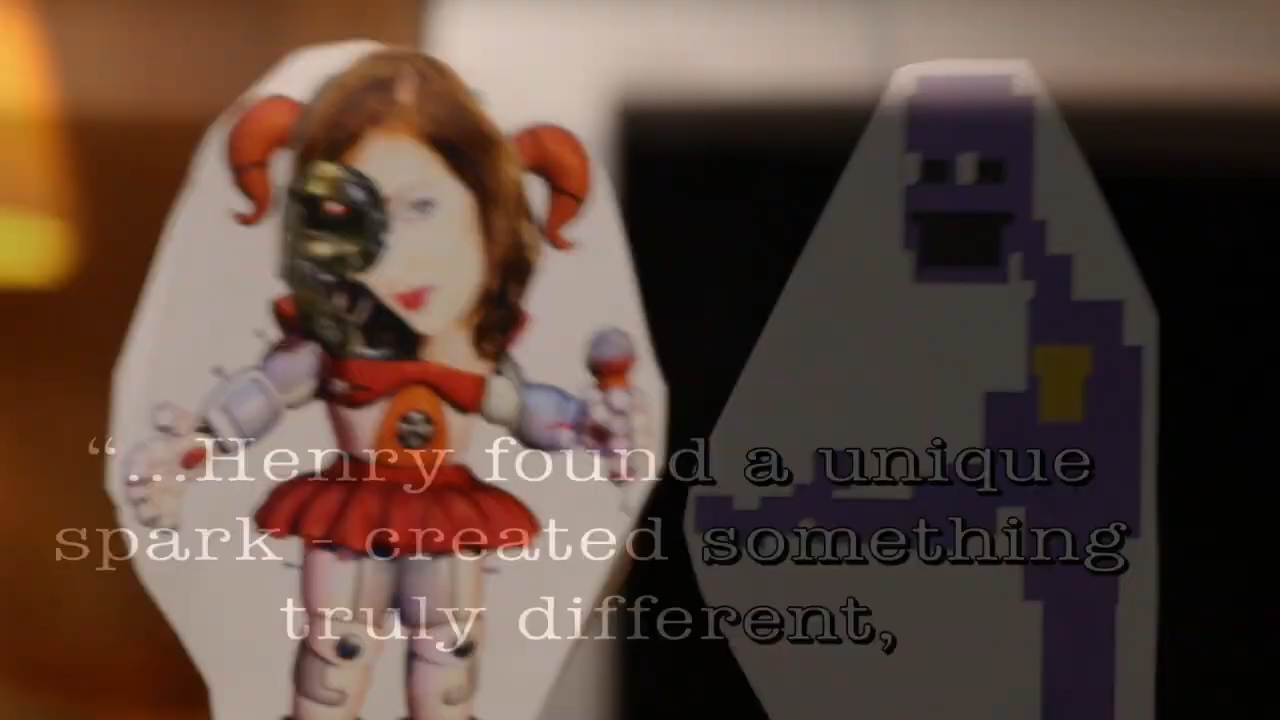 “...Henry found a unique
spark - created something
truly different,